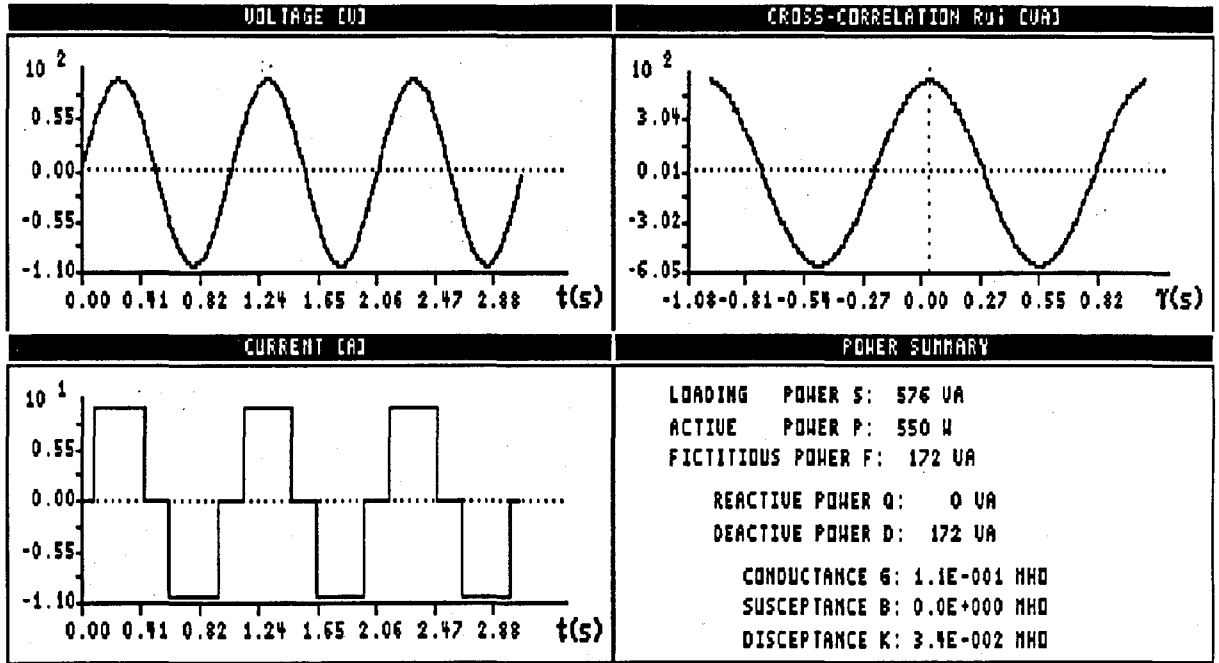 VOLTAGE [V]
10 2
0.55
0.00
-0.55
-1.10
0.00 0.41 0.82 1.24 1.65 2.06 2.47 2.88 t(s)
CROSS-CORRELATION Rui [VA]
10 2
3.04
0.01
-3.02
-6.05
-1.08 -0.81 -0.54 -0.27 0.00 0.27 0.55 0.82 τ(s)
CURRENT [A]
10 1
0.55
0.00
-0.55
-1.10
0.00 0.41 0.82 1.24 1.65 2.06 2.47 2.88 t(s)
POWER SUMMARY
LOADING POWER S: 576 VA
ACTIVE POWER P: 550 W
FICTITIOUS POWER F: 172 VA
REACTIVE POWER Q: 0 VA
DEACTIVE POWER D: 172 VA
CONDUCTANCE G: 1.1E-001 MHO
SUSCEPTANCE B: 0.0E+000 MHO
DISCEPTANCE K: 3.4E-002 MHO